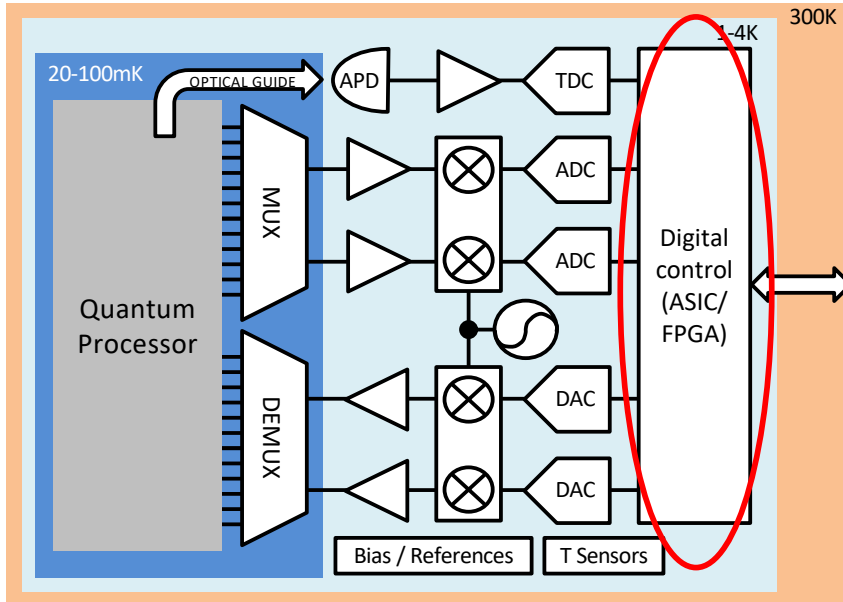 300K
1-4K
20-100mK
OPTICAL GUIDE
APD
TDC
MUX
ADC
ADC
Digital
control
(ASIC/
FPGA)
Quantum
Processor
DEMUX
DAC
DAC
Bias / References
T Sensors